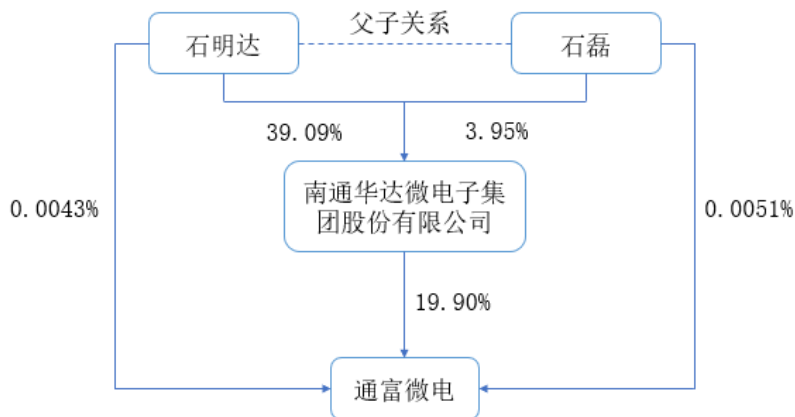 父子关系
石明达
石磊
39.09%
3.95%
南通华达微电子集
团股份有限公司
0.0043%
0.0051%
19.90%
通富微电